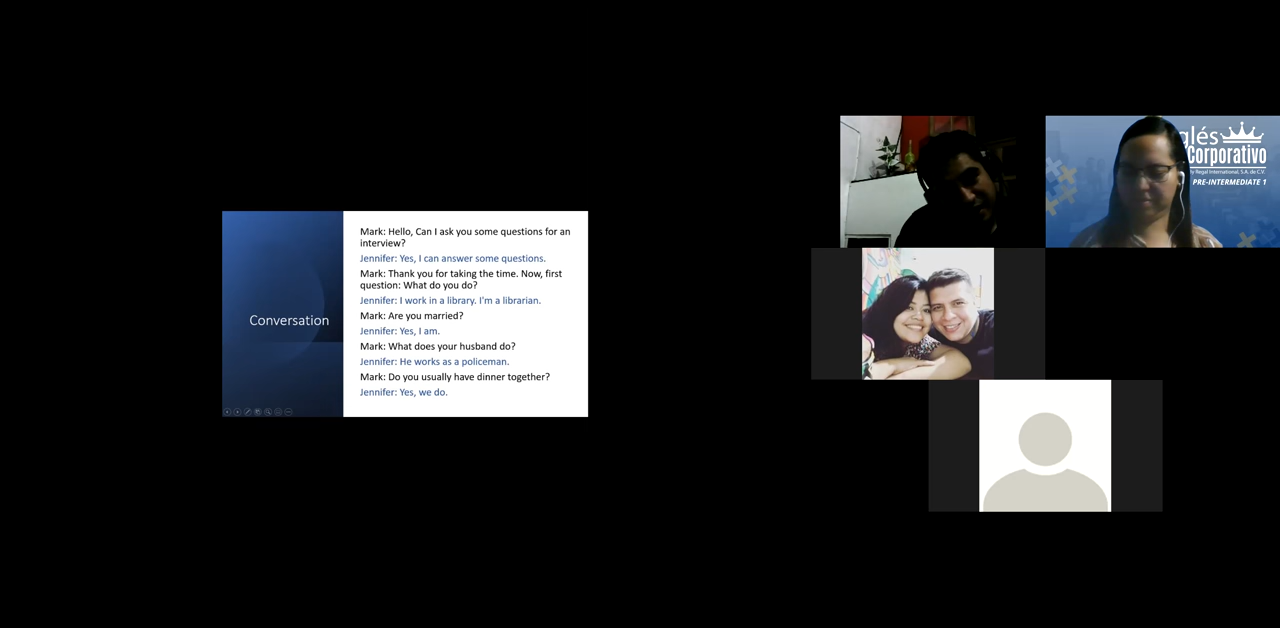 Conversation
Mark: Hello, Can I ask you some questions for an
interview?
Jennifer: Yes, I can answer some questions.
Mark: Thank you for taking the time. Now, first
question: What do you do?
Jennifer: I work in a library. I'm a librarian.
Mark: Are you married?
Jennifer: Yes, I am.
Mark: What does your husband do?
Jennifer: He works as a policeman.
Mark: Do you usually have dinner together?
Jennifer: Yes, we do.
glés
Corporativo
by Regal International, S.A. de C.V.
PRE-INTERMEDIATE 1